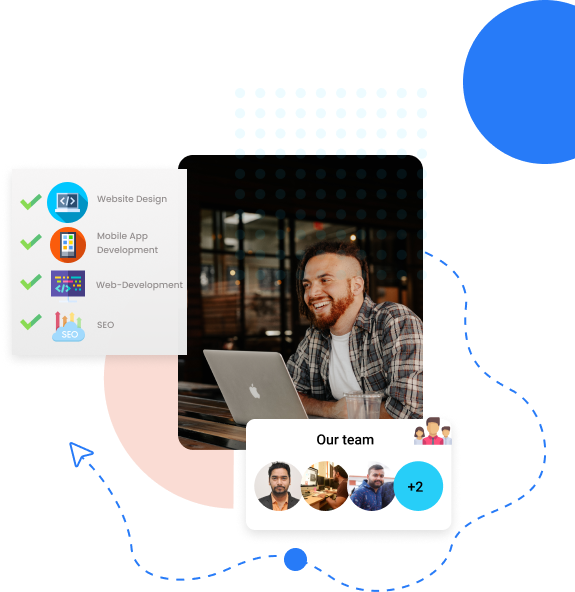 Website Design
Mobile App
Development
Web-Development
SEO
SEO
Our team
+2